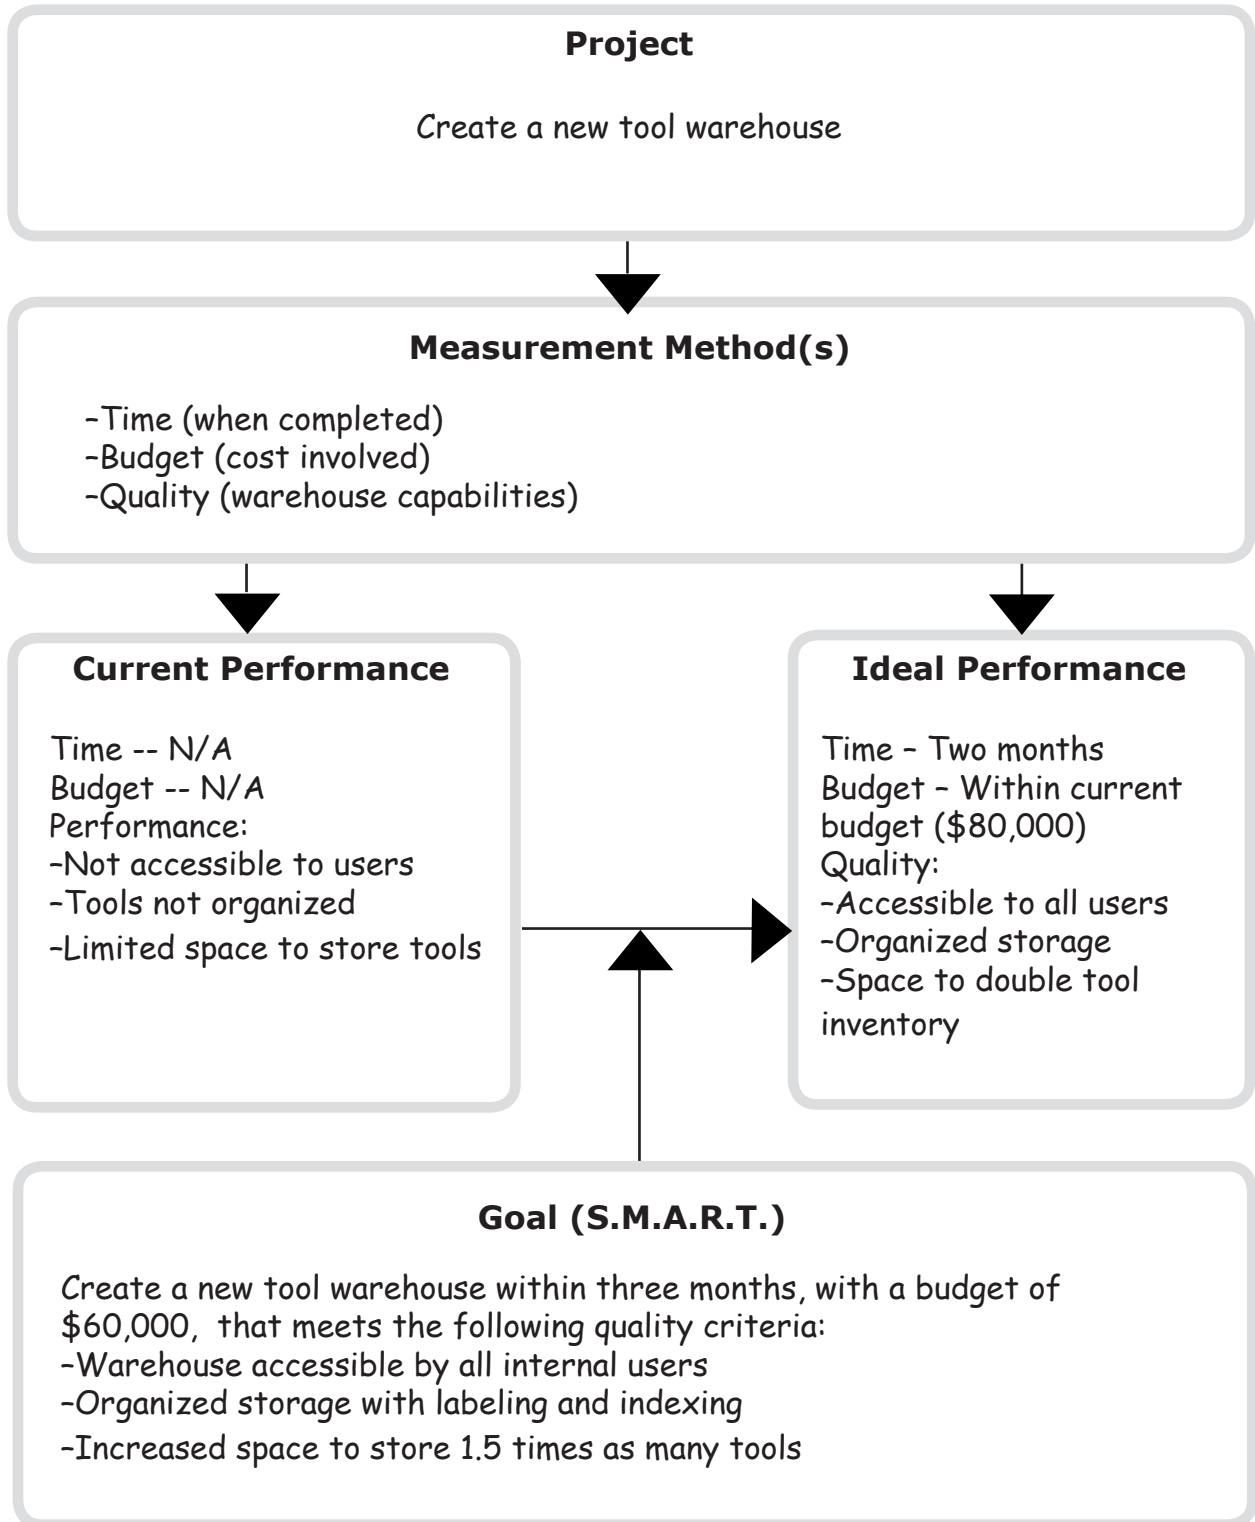 Project
Create a new tool warehouse
Measurement Method(s)
–Time (when completed)
–Budget (cost involved)
–Quality (warehouse capabilities)
Current Performance
Time -- N/A
Budget -- N/A
Performance:
–Not accessible to users
–Tools not organized
–Limited space to store tools
Ideal Performance
Time – Two months
Budget – Within current
budget ($80,000)
Quality:
–Accessible to all users
–Organized storage
–Space to double tool
inventory
Goal (S.M.A.R.T.)
Create a new tool warehouse within three months, with a budget of
$60,000,  that meets the following quality criteria:
–Warehouse accessible by all internal users
–Organized storage with labeling and indexing
–Increased space to store 1.5 times as many tools